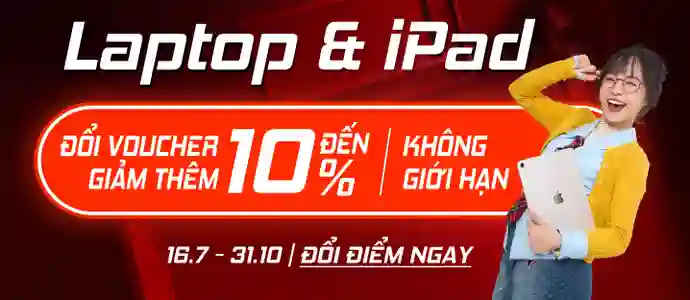 Laptop & iPad
ĐỔI VOUCHER
GIẢM THÊM
ĐẾN
10%
KHÔNG
GIỚI HẠN
16.7 - 31.10 | ĐỔI ĐIỂM NGAY